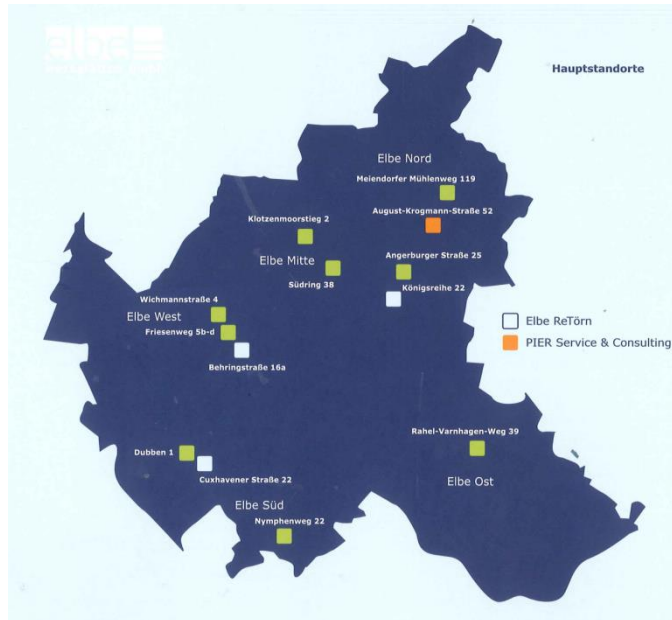 elbe
Hauptstandorte
Elbe Nord
Meiendorfer Mühlenweg 119
August-Krogmann-Straße 52
Klotzenmoorstieg 2
Elbe Mitte
Angerburger Straße 25
Südring 38
Königsreihe 22
Wichmannstraße 4
Elbe West
Friesenweg 5b-d
Behringstraße 16a
Elbe ReTörn
PIER Service & Consulting
Rahel-Varnhagen-Weg 39
Dubben 1
Cuxhavener Straße 22
Elbe Ost
Elbe Süd
Nymphenweg 22